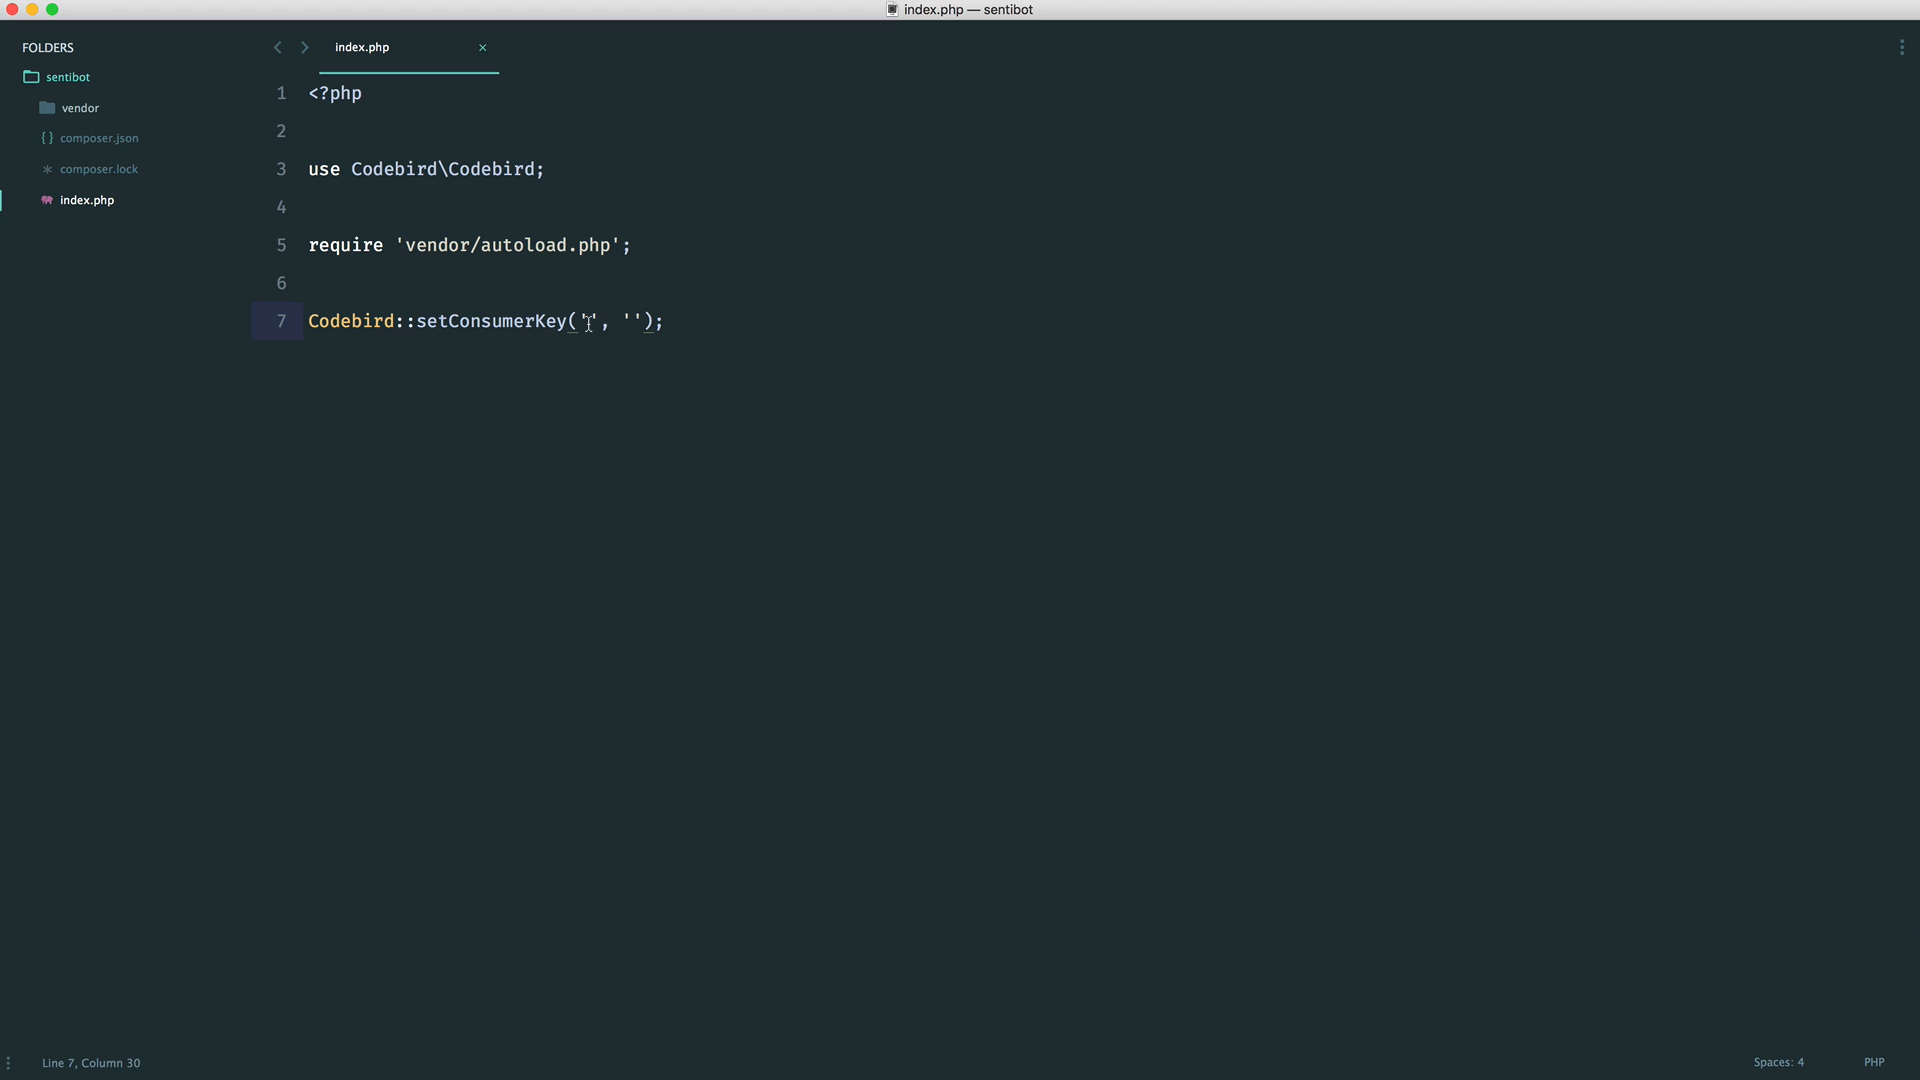 index.php — sentibot
FOLDERS
sentibot
vendor
{} composer.json
* composer.lock
index.php
index.php ×
1 <?php
2
3 use Codebird\Codebird;
4
5 require 'vendor/autoload.php';
6
7 Codebird::setConsumerKey('', '');
Line 7, Column 30
Spaces: 4
PHP